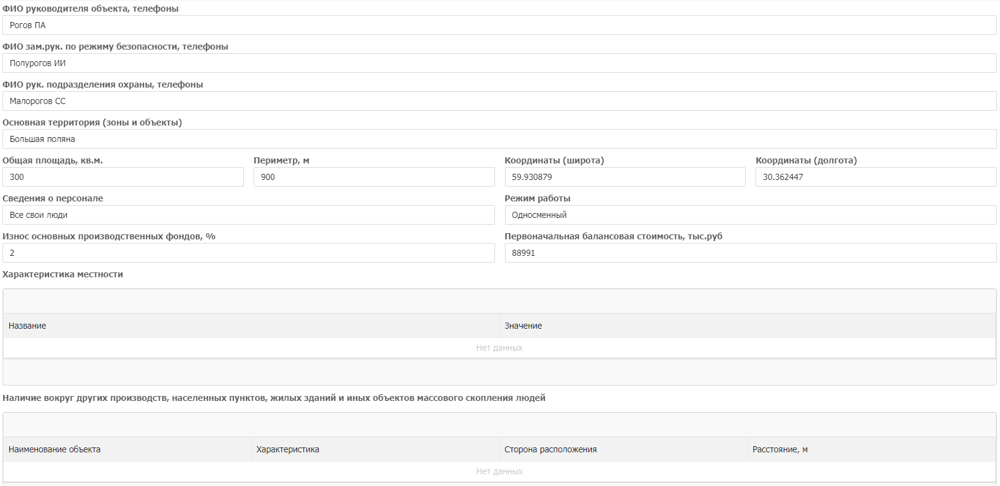 ФИО руководителя объекта, телефоны
Рогов ПА
ФИО зам.рук. по режиму безопасности, телефоны
Полурогов ИИ
ФИО рук. подразделения охраны, телефоны
Малорогов СС
Основная территория (зоны и объекты)
Большая поляна
Общая площадь, кв.м. Периметр, м Координаты (широта) Координаты (долгота)
300 900 59.930879 30.362447
Сведения о персонале Режим работы
Все свои люди Односменный
Износ основных производственных фондов, % Первоначальная балансовая стоимость, тыс.руб
2 88991
Характеристика местности
Название Значение
Нет данных
Наличие вокруг других производств, населенных пунктов, жилых зданий и иных объектов массового скопления людей
Наименование объекта Характеристика Сторона расположения Расстояние, м
Нет данных